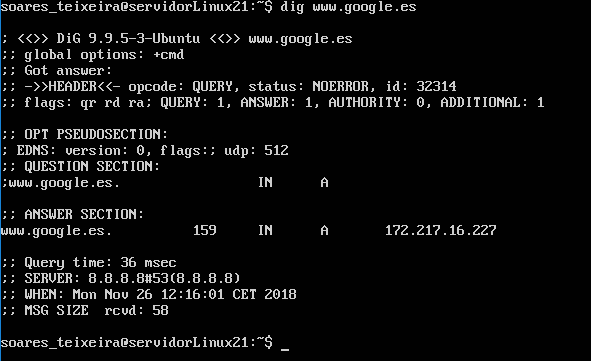 soares_teixeira@servidorLinux21:~$ dig www.google.es
; <<>> DiG 9.9.5-3-Ubuntu <<>> www.google.es
;; global options: +cmd
;; Got answer:
;; ->>HEADER<<- opcode: QUERY, status: NOERROR, id: 32314
;; flags: qr rd ra; QUERY: 1, ANSWER: 1, AUTHORITY: 0, ADDITIONAL: 1
;; OPT PSEUDOSECTION:
; EDNS: version: 0, flags:; udp: 512
;; QUESTION SECTION:
;www.google.es. IN A
;; ANSWER SECTION:
www.google.es. 159 IN A 172.217.16.227
;; Query time: 36 msec
;; SERVER: 8.8.8.8#53(8.8.8.8)
;; WHEN: Mon Nov 26 12:16:01 CET 2018
;; MSG SIZE rcvd: 58
soares_teixeira@servidorLinux21:~$ _